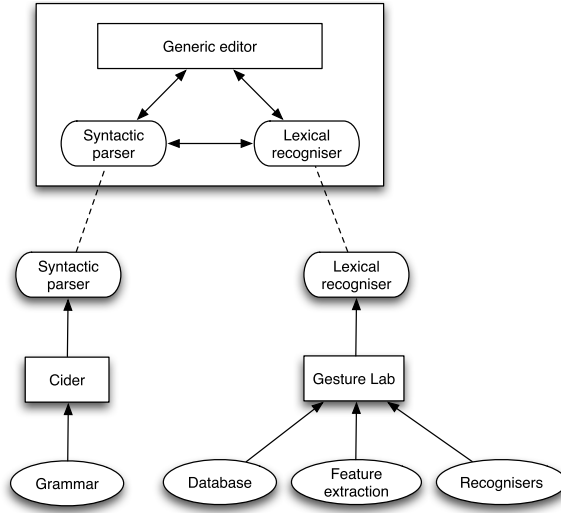 Generic editor
Syntactic
parser
Lexical
recogniser
Syntactic
parser
Lexical
recogniser
Cider
Gesture Lab
Grammar
Database
Feature
extraction
Recognisers